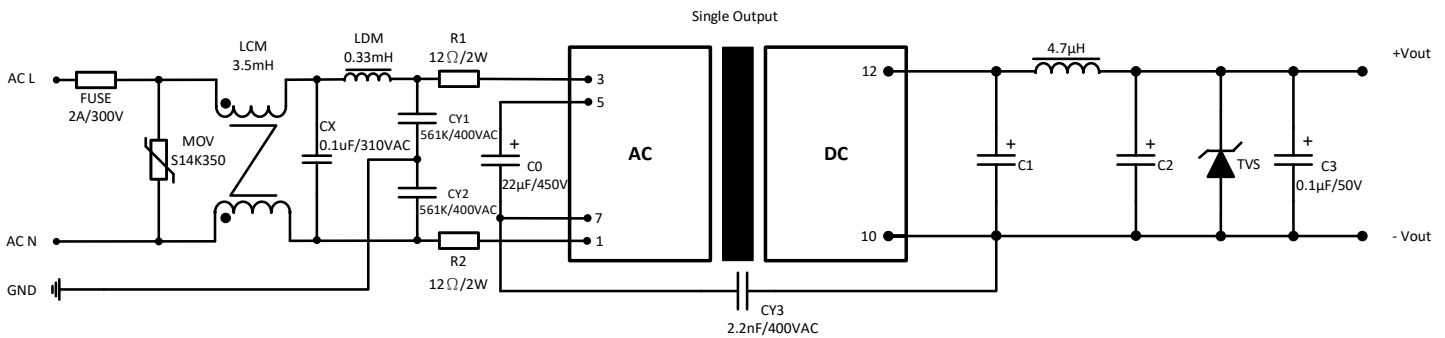 Single Output
LCM
3.5mH
LDM
0.33mH
R1
12Ω/2W
4.7μH
+Vout
AC L
FUSE
2A/300V
3
5
12
CY1
561K/400VAC
MOV
S14K350
CX
0.1uF/310VAC
+
C0
22μF/450V
AC
DC
+
C1
+
C2
TVS
+
C3
0.1μF/50V
CY2
561K/400VAC
7
1
10
AC N
- Vout
R2
12Ω/2W
GND
CY3
2.2nF/400VAC